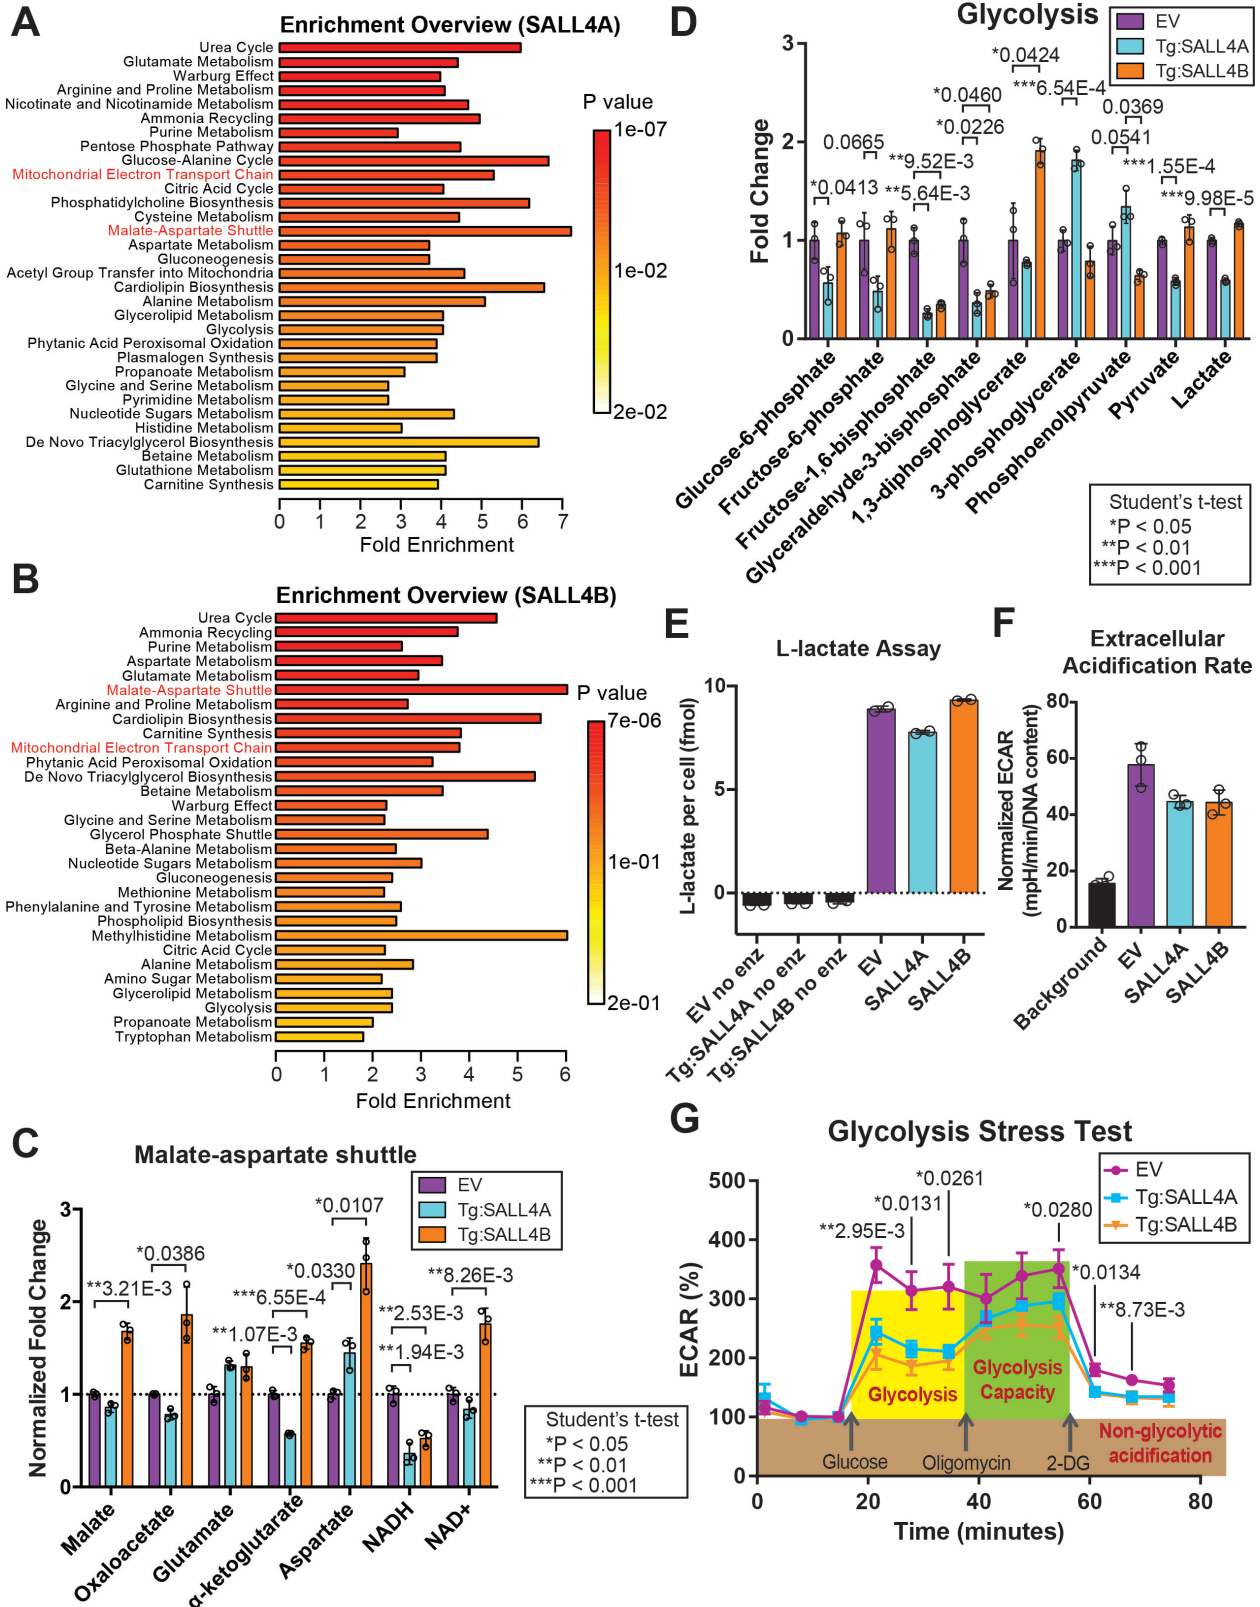 A
Enrichment Overview (SALL4A)
Urea Cycle
Glutamate Metabolism
Warburg Effect
Arginine and Proline Metabolism
Nicotinate and Nicotinamide Metabolism
Ammonia Recycling
Purine Metabolism
Pentose Phosphate Pathway
Glucose-Alanine Cycle
Mitochondrial Electron Transport Chain
Citric Acid Cycle
Phosphatidylcholine Biosynthesis
Cysteine Metabolism
Malate-Aspartate Shuttle
Aspartate Metabolism
Gluconeogenesis
Acetyl Group Transfer into Mitochondria
Cardiolipin Biosynthesis
Alanine Metabolism
Glycerolipid Metabolism
Glycolysis
Phytanic Acid Peroxisomal Oxidation
Plasmalogen Synthesis
Propanoate Metabolism
Glycine and Serine Metabolism
Pyrimidine Metabolism
Nucleotide Sugars Metabolism
Histidine Metabolism
De Novo Triacylglycerol Biosynthesis
Betaine Metabolism
Glutathione Metabolism
Carnitine Synthesis
0 1 2 3 4 5 6 7
Fold Enrichment
P value
1e-07
1e-02
2e-02
B
Enrichment Overview (SALL4B)
Urea Cycle
Ammonia Recycling
Purine Metabolism
Aspartate Metabolism
Glutamate Metabolism
Malate-Aspartate Shuttle
Arginine and Proline Metabolism
Cardiolipin Biosynthesis
Carnitine Synthesis
Mitochondrial Electron Transport Chain
Phytanic Acid Peroxisomal Oxidation
De Novo Triacylglycerol Biosynthesis
Betaine Metabolism
Warburg Effect
Glycine and Serine Metabolism
Glycerol Phosphate Shuttle
Beta-Alanine Metabolism
Nucleotide Sugars Metabolism
Gluconeogenesis
Methionine Metabolism
Phenylalanine and Tyrosine Metabolism
Phospholipid Biosynthesis
Methylhistidine Metabolism
Citric Acid Cycle
Alanine Metabolism
Amino Sugar Metabolism
Glycerolipid Metabolism
Glycolysis
Propanoate Metabolism
Tryptophan Metabolism
0 1 2 3 4 5 6
Fold Enrichment
P value
7e-06
1e-01
2e-01
C
Malate-aspartate shuttle
EV
Tg:SALL4A
Tg:SALL4B
Normalized Fold Change
3
2
1
0
**3.21E-3
*0.0386
**1.07E-3
***6.55E-4
*0.0330
*0.0107
**2.53E-3
**1.94E-3
**8.26E-3
Malate
Oxaloacetate
Glutamate
α-ketoglutarate
Aspartate
NADH
NAD+
Student's t-test
*P < 0.05
**P < 0.01
***P < 0.001
D
Glycolysis
EV
Tg:SALL4A
Tg:SALL4B
Fold Change
3
2
1
0
*0.0413
0.0665
**9.52E-3
**5.64E-3
*0.0460
*0.0226
*0.0424
***6.54E-4
0.0369
0.0541
***1.55E-4
***9.98E-5
Glucose-6-phosphate
Fructose-6-phosphate
Fructose-1,6-bisphosphate
Glyceraldehyde-3-bisphosphate
1,3-diphosphoglycerate
3-phosphoglycerate
Phosphoenolpyruvate
Pyruvate
Lactate
Student's t-test
*P < 0.05
**P < 0.01
***P < 0.001
E
L-lactate Assay
L-lactate per cell (fmol)
10
5
0
EV no enz
Tg:SALL4A no enz
Tg:SALL4B no enz
EV
SALL4A
SALL4B
F
Extracellular
Acidification Rate
Normalized ECAR
(mpH/min/DNA content)
80
60
40
20
0
Background
EV
SALL4A
SALL4B
G
Glycolysis Stress Test
EV
Tg:SALL4A
Tg:SALL4B
ECAR (%)
500
400
300
200
100
0
**2.95E-3
*0.0131
*0.0261
*0.0280
*0.0134
**8.73E-3
Glycolysis
Glycolysis
Capacity
Non-glycolytic
acidification
Glucose
Oligomycin
2-DG
0 20 40 60 80
Time (minutes)